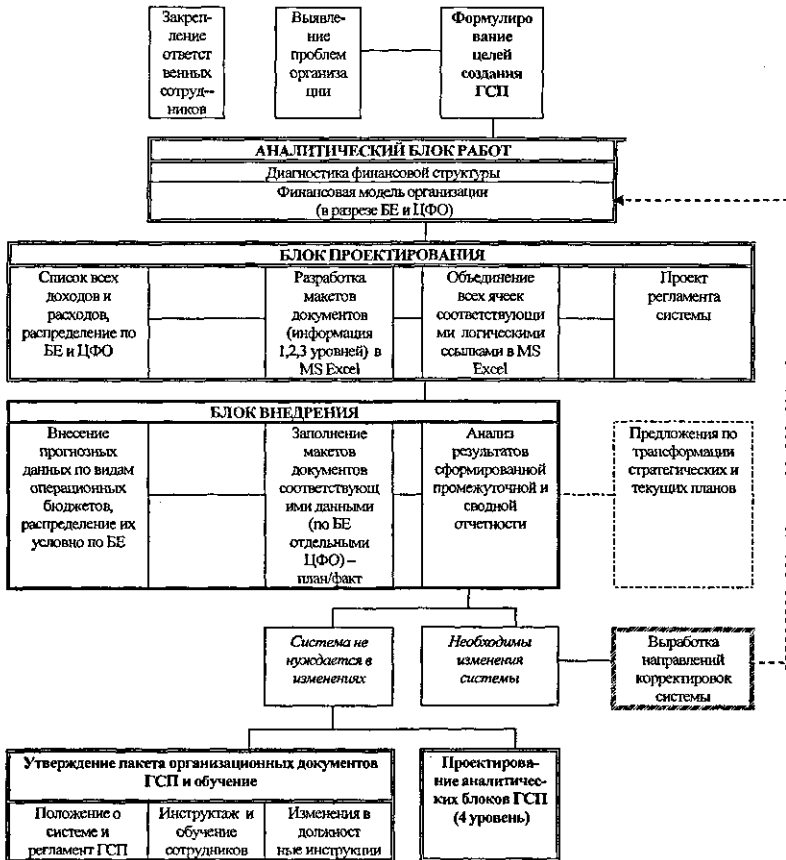 Закреп-
ление
ответст
венных
сотруд--
ников
Выявле-
ние
проблем
организа
ции
Формулир
ование
целей
создания
ГСП
АНАЛИТИЧЕСКИЙ БЛОК РАБОТ
Диагностика финансовой структуры
Финансовая модель организации
(в разрезе БЕ и ЦФО)
БЛОК ПРОЕКТИРОВАНИЯ
Список всех
доходов и
расходов,
распределение по
БЕ и ЦФО
Разработка
макетов
документов
(информация
1,2,3 уровней) в
MS Excel
Объединение
всех ячеек
соответствующи
ми логическими
ссылками в MS
Excel
Проект
регламента
системы
БЛОК ВНЕДРЕНИЯ
Внесение
прогнозных
данных по видам
операционных
бюджетов,
распределение их
условно по БЕ
Заполнение
макетов
документов
соответствующ
ими данными
(по БЕ
отдельными
ЦФО) –
план/факт
Анализ
результатов
сформированной
промежуточной и
сводной
отчетности
Предложения по
трансформации
стратегических и
текущих планов
Система не
нуждается в
изменениях
Необходимы
изменения
системы
Выработка
направлений
корректировок
системы
Утверждение пакета организационных документов
ГСП и обучение
Положение о
системе и
регламент ГСП
Инструктаж и
обучение
сотрудников
Изменения в
должност
ные инструкции
Проектирова-
ние аналитичес-
ких блоков ГСП
(4 уровень)